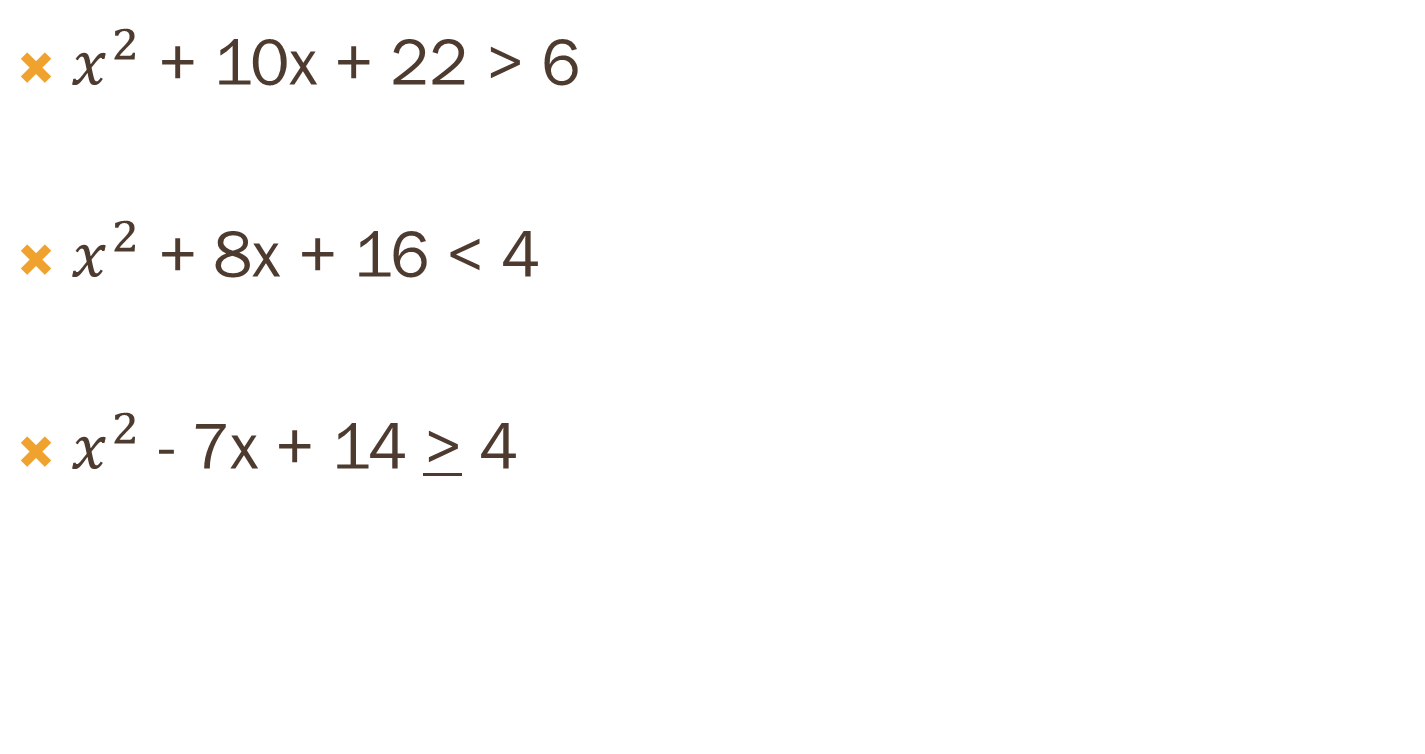 x² + 10x + 22 > 6
x² + 8x + 16 < 4
x² - 7x + 14 ≥ 4